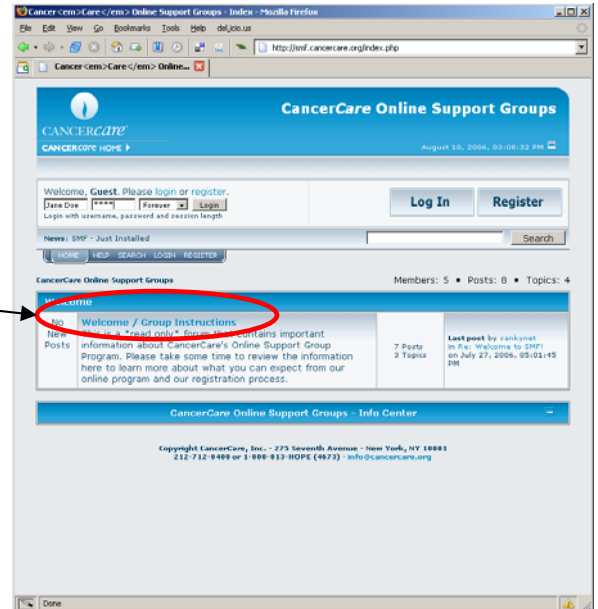 Cancer<em>Care</em> Online Support Groups - Index - Mozilla Firefox
File Edit View Go Bookmarks Tools Help del.icio.us
http://smf.cancercare.org/index.php
Cancer<em>Care</em> Online...
CancerCare Online Support Groups
CANCERcare
CANCERcare HOME
August 10, 2006, 03:08:32 PM
Welcome, Guest. Please login or register.
Jane Doe **** Forever Login
Login with username, password and session length
Log In Register
News: SMF - Just Installed
Search
HOME HELP SEARCH LOGIN REGISTER
CancerCare Online Support Groups
Members: 5 • Posts: 8 • Topics: 4
Welcome
No New Posts
Welcome / Group Instructions
This is a "read only" forum that contains important
information about CancerCare's Online Support Group
Program. Please take some time to review the information
here to learn more about what you can expect from our
online program and our registration process.
7 Posts
3 Topics
Last post by sankynet
in Re: Welcome to SMF!
on July 27, 2006, 05:01:45
PM
CancerCare Online Support Groups - Info Center
Copyright CancerCare, Inc. - 275 Seventh Avenue - New York, NY 10001
212-712-8400 or 1-800-813-HOPE (4673) - info@cancercare.org
Done